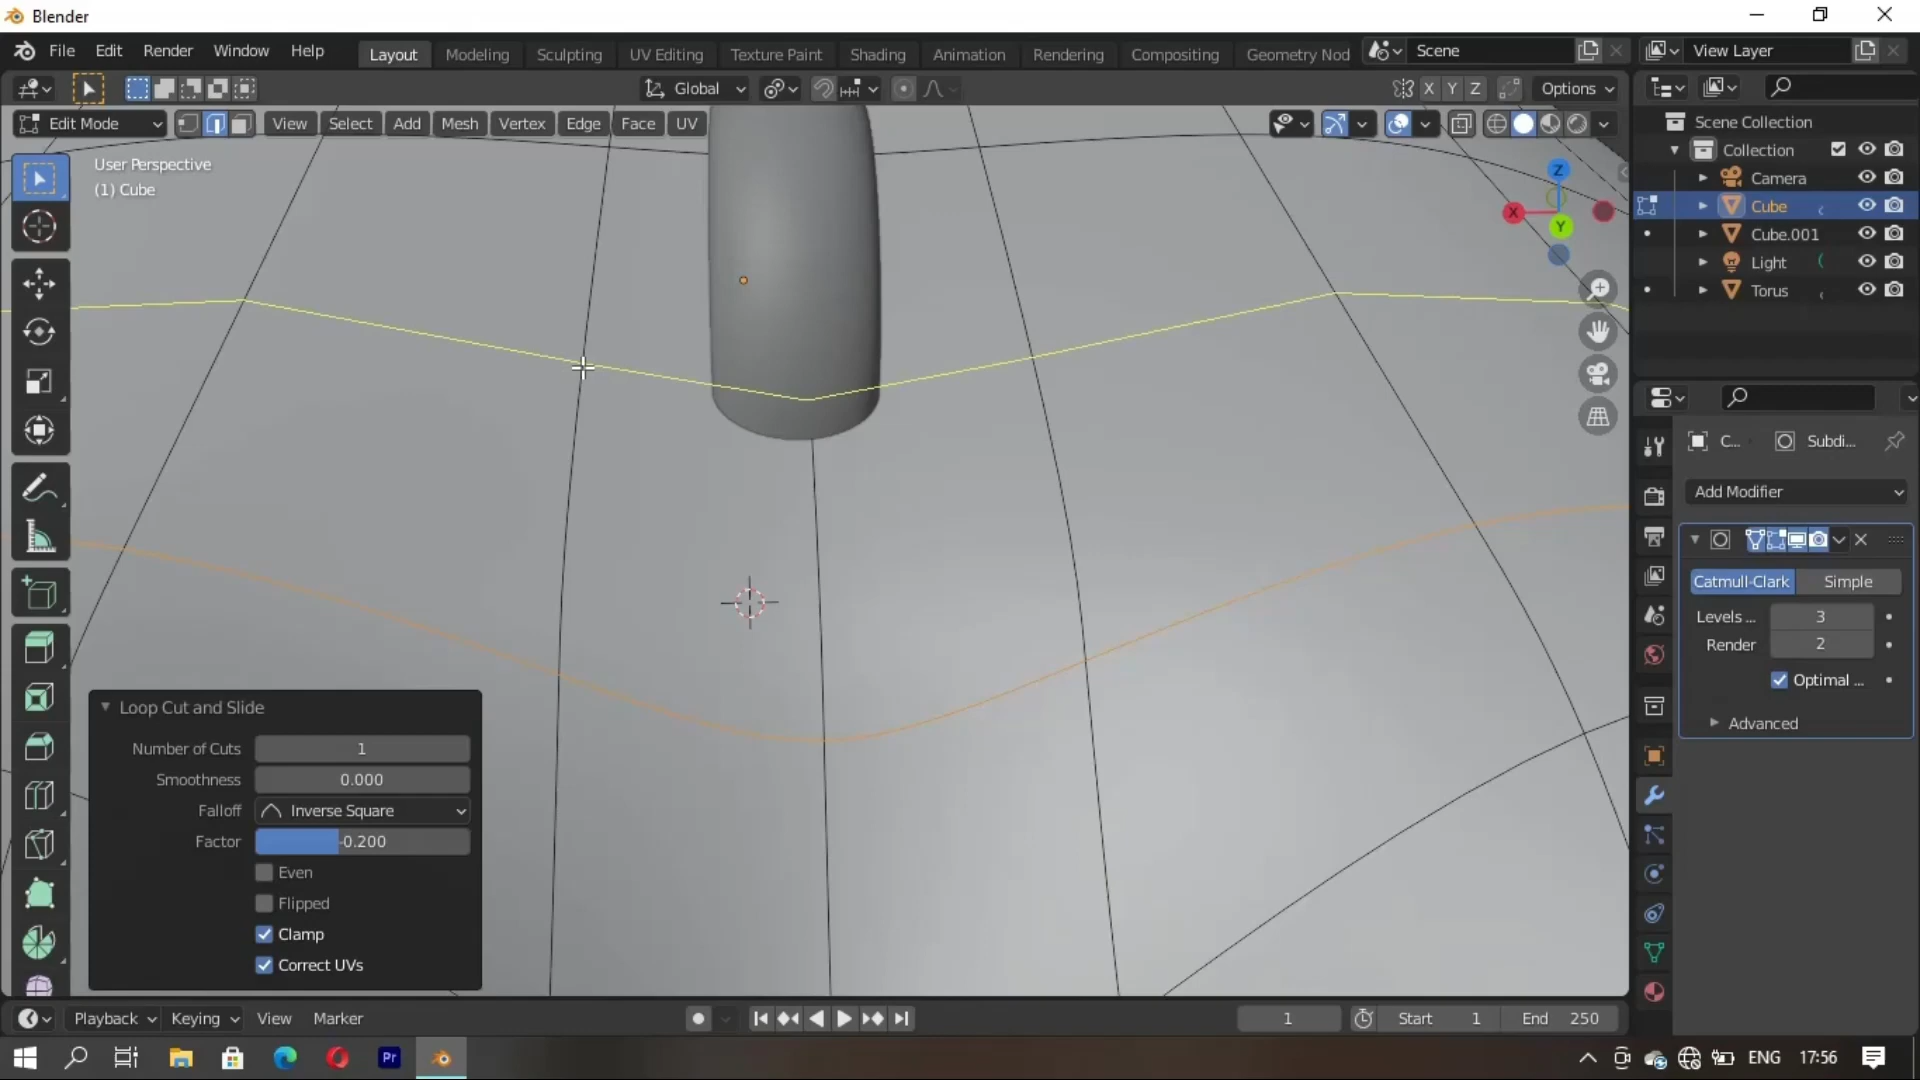 Blender
File Edit Render Window Help Layout Modeling Sculpting UV Editing Texture Paint Shading Animation Rendering Compositing Geometry Nod Scene View Layer
Global X Y Z Options
Edit Mode View Select Add Mesh Vertex Edge Face UV
User Perspective
(1) Cube
Z
X
Y
Scene Collection
Collection
Camera
Cube
Cube.001
Light
Torus
C... Subdi...
Add Modifier
Catmull-Clark Simple
Levels ... 3
Render 2
Optimal ...
Advanced
Loop Cut and Slide
Number of Cuts 1
Smoothness 0.000
Falloff Inverse Square
Factor -0.200
Even
Flipped
Clamp
Correct UVs
Playback Keying View Marker 1 Start 1 End 250
Pr ENG 17:56